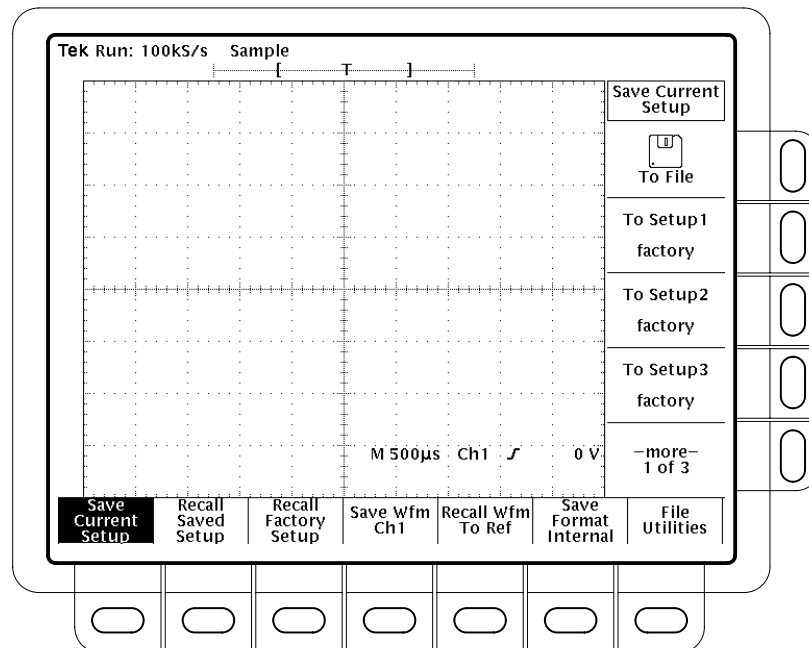 Tek Run: 100kS/s Sample
[ T ]
Save Current
Setup
To File
To Setup1
factory
To Setup2
factory
To Setup3
factory
M 500µs Ch1 0 V
–more–
1 of 3
Save
Current
Setup
Recall
Saved
Setup
Recall
Factory
Setup
Save Wfm
Ch1
Recall Wfm
To Ref
Save
Format
Internal
File
Utilities